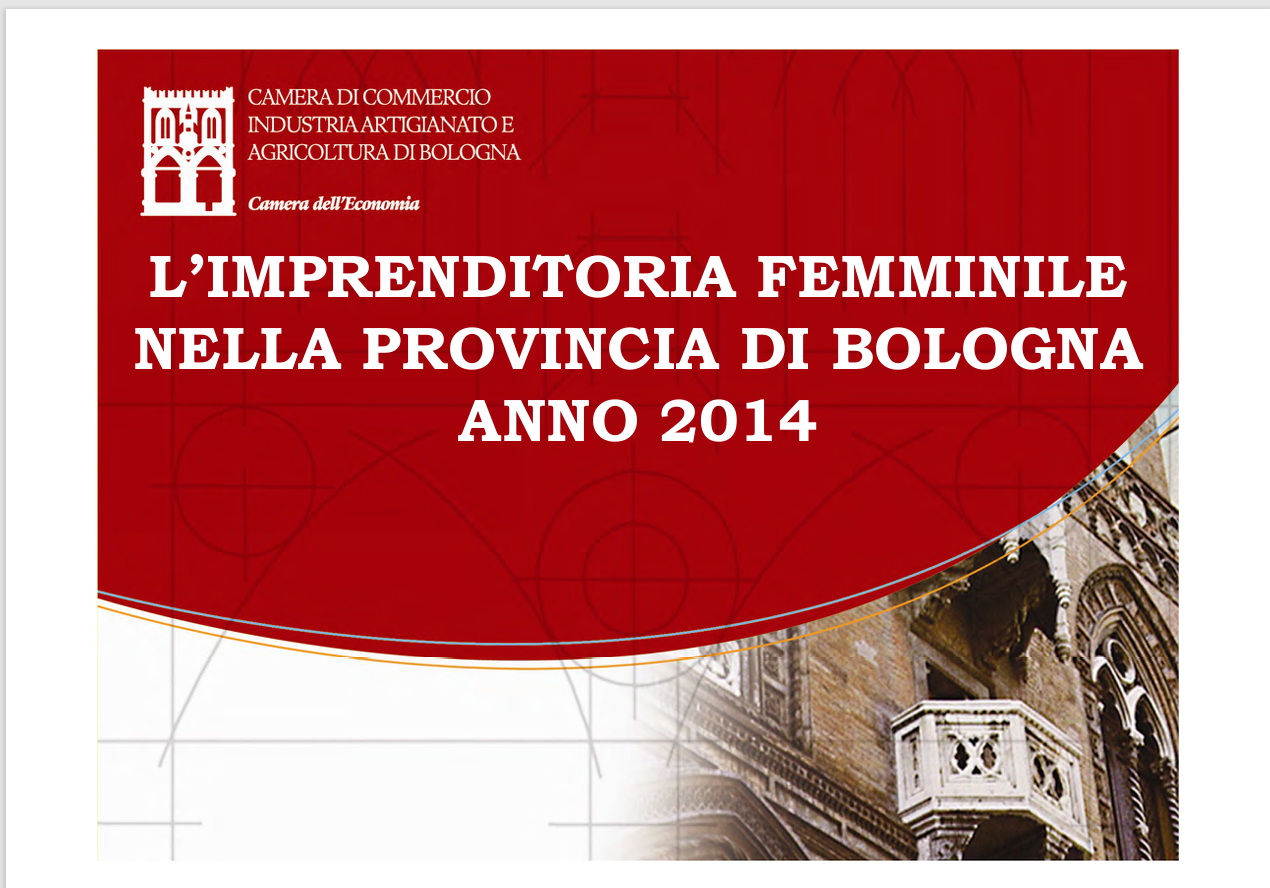 CAMERA DI COMMERCIO
INDUSTRIA ARTIGIANATO E
AGRICOLTURA DI BOLOGNA
Camera dell'Economia
L’IMPRENDITORIA FEMMINILE
NELLA PROVINCIA DI BOLOGNA
ANNO 2014